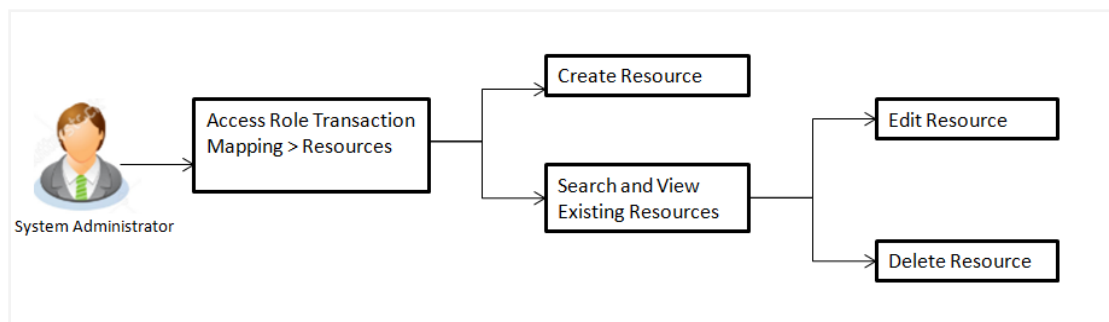 System Administrator
Access Role Transaction
Mapping > Resources
Create Resource
Search and View
Existing Resources
Edit Resource
Delete Resource